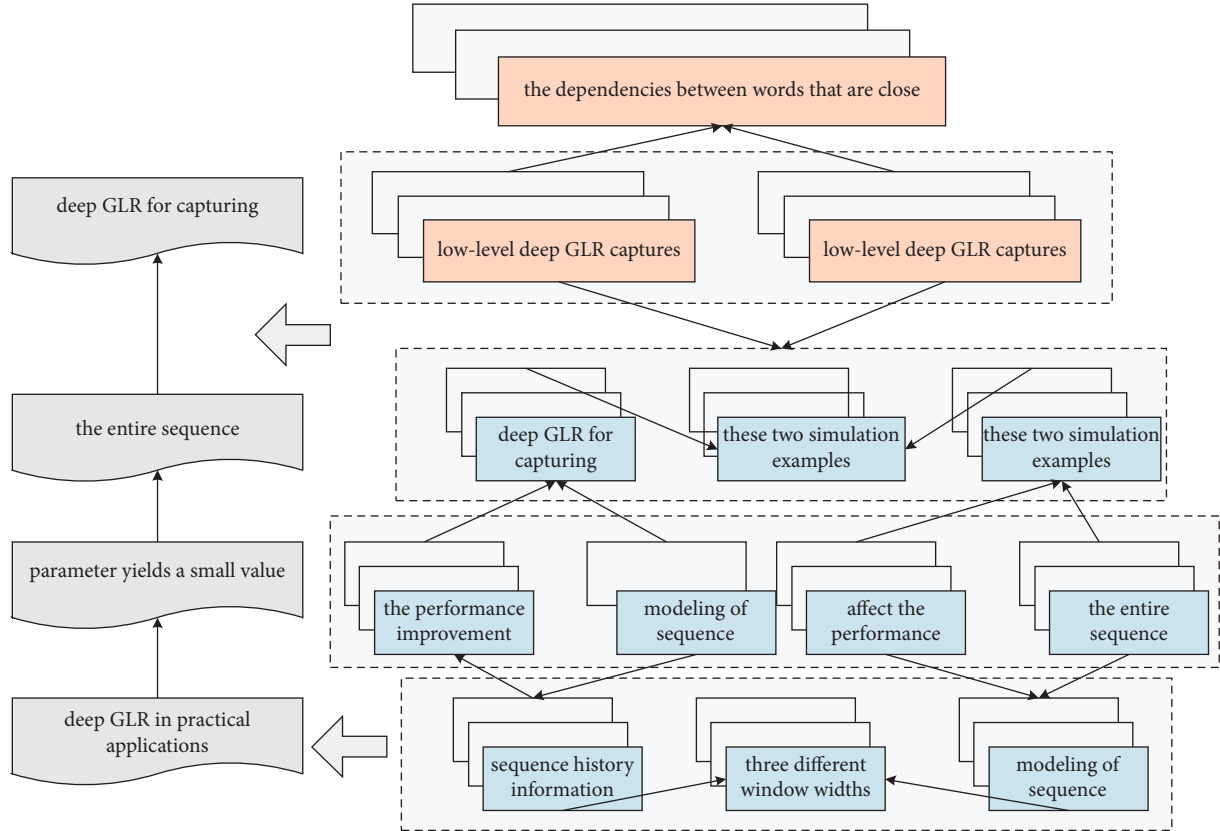 the dependencies between words that are close
deep GLR for capturing
low-level deep GLR captures
low-level deep GLR captures
the entire sequence
deep GLR for
capturing
these two simulation
examples
these two simulation
examples
parameter yields a small value
the performance
improvement
modeling of
sequence
affect the
performance
the entire
sequence
deep GLR in practical
applications
sequence history
information
three different
window widths
modeling of
sequence